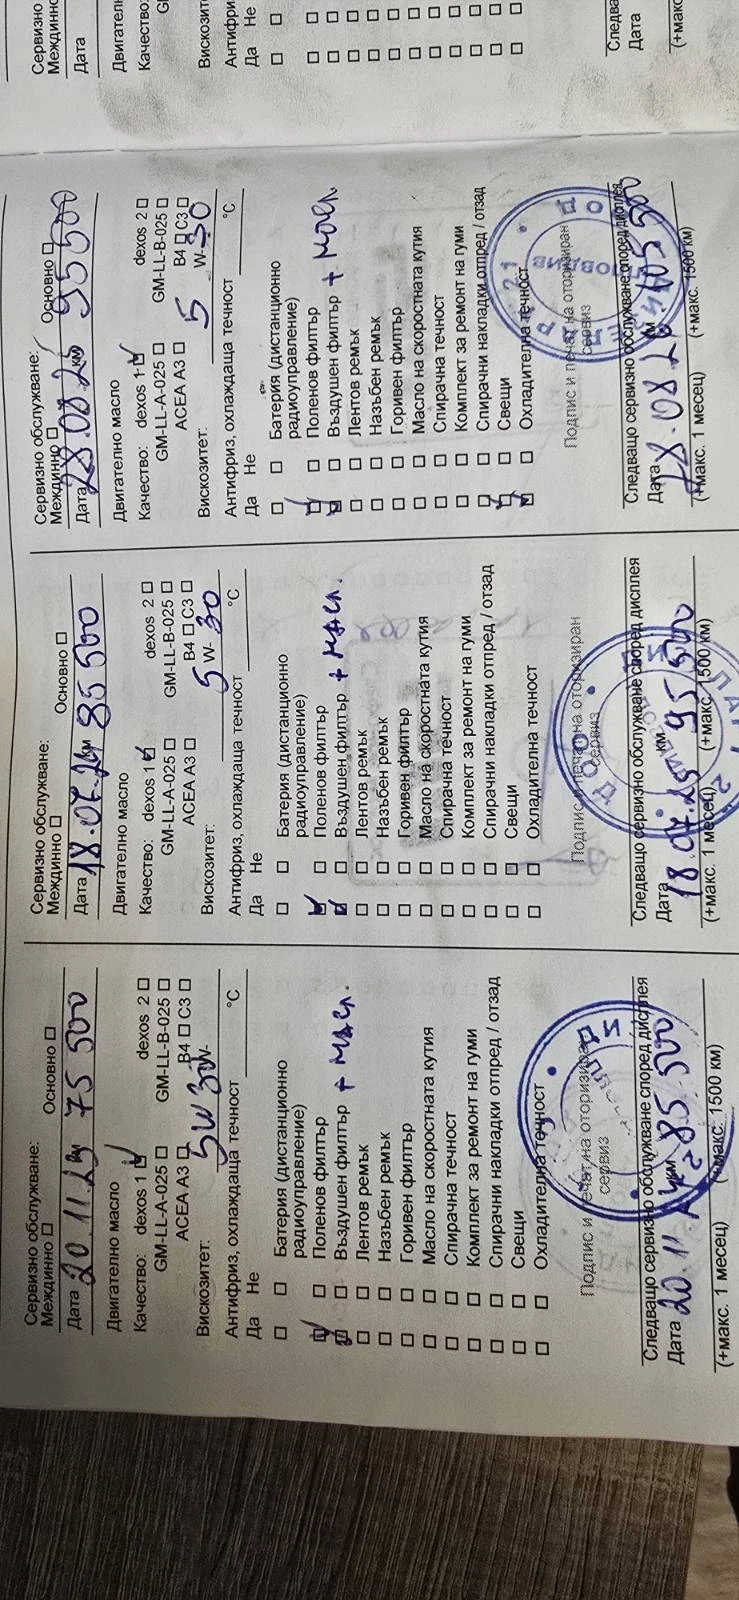 Сервизно обслужване:
Междинно □ Основно □
Дата 20.11.23 км 75 500
Двигателно масло
Качество: dexos 1 ☑ dexos 2 □
GM-LL-A-025 □ GM-LL-B-025 □
ACEA A3 □ B4 □ C3 □
Вискозитет: 5W30 W-
Антифриз, охлаждаща течност °C
Да Не
□ □ Батерия (дистанционно
радиоуправление)
☑ □ Поленов филтър
☑ □ Въздушен филтър + масл.
□ □ Лентов ремък
□ □ Назъбен ремък
□ □ Горивен филтър
□ □ Масло на скоростната кутия
□ □ Спирачна течност
□ □ Комплект за ремонт на гуми
□ □ Спирачни накладки отпред / отзад
□ □ Свещи
□ □ Охладителна течност
Подпис и печат на оторизиран
сервиз
Следващо сервизно обслужване според дисплея
Дата 20.11.24 км 85.500
(+макс. 1 месец) (+макс. 1500 км)
Сервизно обслужване:
Междинно □ Основно □
Дата 18.07.24 км 85 500
Двигателно масло
Качество: dexos 1 ☑ dexos 2 □
GM-LL-A-025 □ GM-LL-B-025 □
ACEA A3 □ B4 □ C3 □
Вискозитет: 5 W- 30
Антифриз, охлаждаща течност °C
Да Не
□ □ Батерия (дистанционно
радиоуправление)
☑ □ Поленов филтър
☑ □ Въздушен филтър + масл.
□ □ Лентов ремък
□ □ Назъбен ремък
□ □ Горивен филтър
□ □ Масло на скоростната кутия
□ □ Спирачна течност
□ □ Комплект за ремонт на гуми
□ □ Спирачни накладки отпред / отзад
□ □ Свещи
□ □ Охладителна течност
Подпис и печат на оторизиран
сервиз
Следващо сервизно обслужване според дисплея
Дата 18.07.25 км 95 500
(+макс. 1 месец) (+макс. 1500 км)
Сервизно обслужване:
Междинно □ Основно □
Дата 28.08.25 км 95 500
Двигателно масло
Качество: dexos 1 ☑ dexos 2 □
GM-LL-A-025 □ GM-LL-B-025 □
ACEA A3 □ B4 □ C3 □
Вискозитет: 5 W-30
Антифриз, охлаждаща течност °C
Да Не
□ □ Батерия (дистанционно
радиоуправление)
☑ □ Поленов филтър
☑ □ Въздушен филтър + масл
□ □ Лентов ремък
□ □ Назъбен ремък
□ □ Горивен филтър
□ □ Масло на скоростната кутия
□ □ Спирачна течност
□ □ Комплект за ремонт на гуми
□ □ Спирачни накладки отпред / отзад
☑ □ Свещи
☑ □ Охладителна течност
Подпис и печат на оторизиран
сервиз
Следващо сервизно обслужване според дисплея
Дата 28.08.26 км 105 500
(+макс. 1 месец) (+макс. 1500 км)
Сервизно
Междинно
Дата
Двигател
Качество:
Вискозит
Антифри
Да Не
Следва
Дата
(+макс